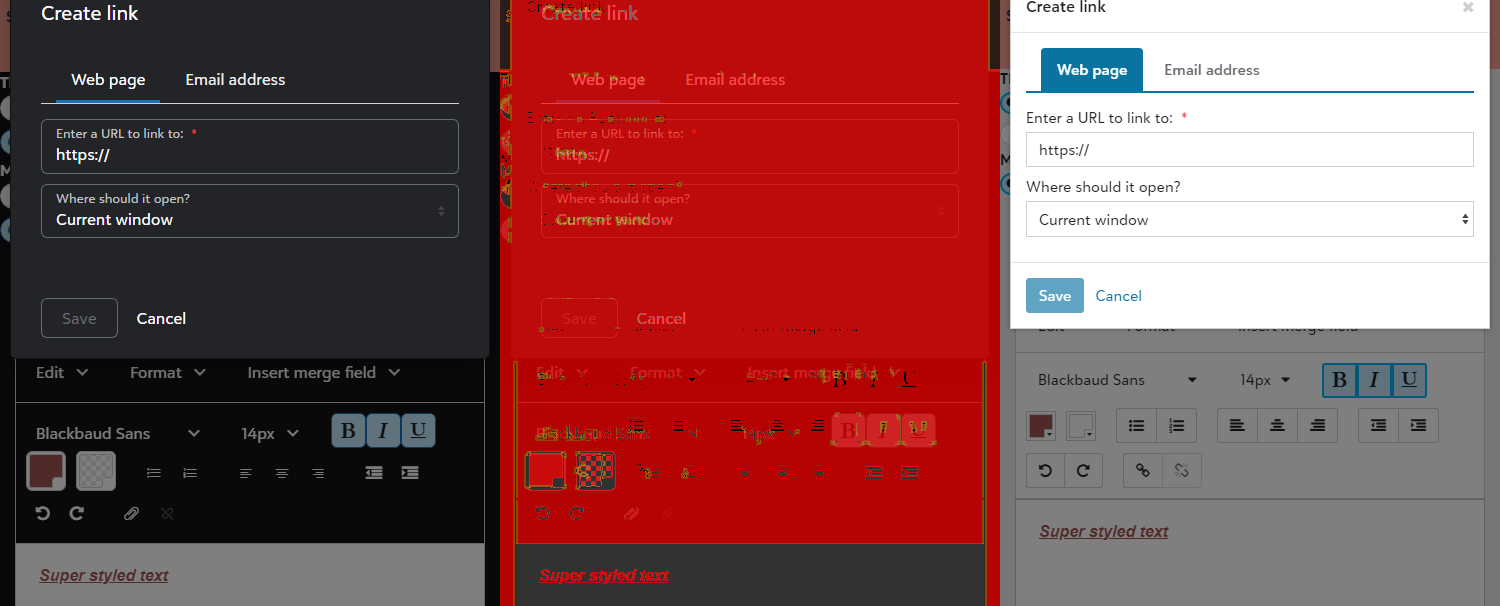 Create link
Web page Email address
Enter a URL to link to: *
https://
Where should it open?
Current window
Save Cancel
Edit Format Insert merge field
Blackbaud Sans 14px B I U
Super styled text
Create link
Web page Email address
Enter a URL to link to: *
https://
Where should it open?
Current window
Save Cancel
Edit Format Insert merge field
Blackbaud Sans 14px B I U
Super styled text
Create link ×
Web page Email address
Enter a URL to link to: *
https://
Where should it open?
Current window
Save Cancel
Edit Format Insert merge field
Blackbaud Sans 14px B I U
Super styled text